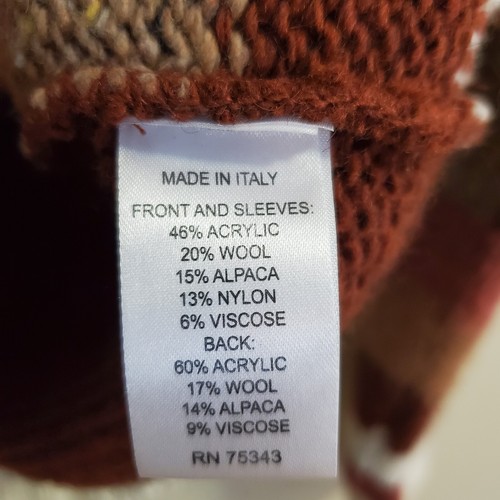 MADE IN ITALY
FRONT AND SLEEVES:
46% ACRYLIC
20% WOOL
15% ALPACA
13% NYLON
6% VISCOSE
BACK:
60% ACRYLIC
17% WOOL
14% ALPACA
9% VISCOSE
RN 75343